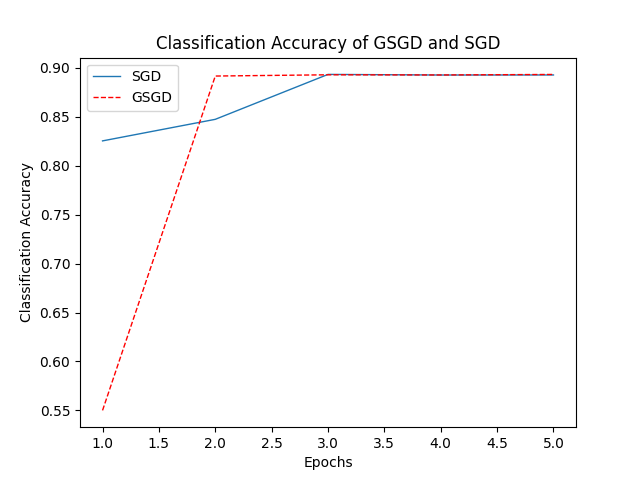 Classification Accuracy of GSGD and SGD
SGD
GSGD
Classification Accuracy
0.90
0.85
0.80
0.75
0.70
0.65
0.60
0.55
1.0 1.5 2.0 2.5 3.0 3.5 4.0 4.5 5.0
Epochs